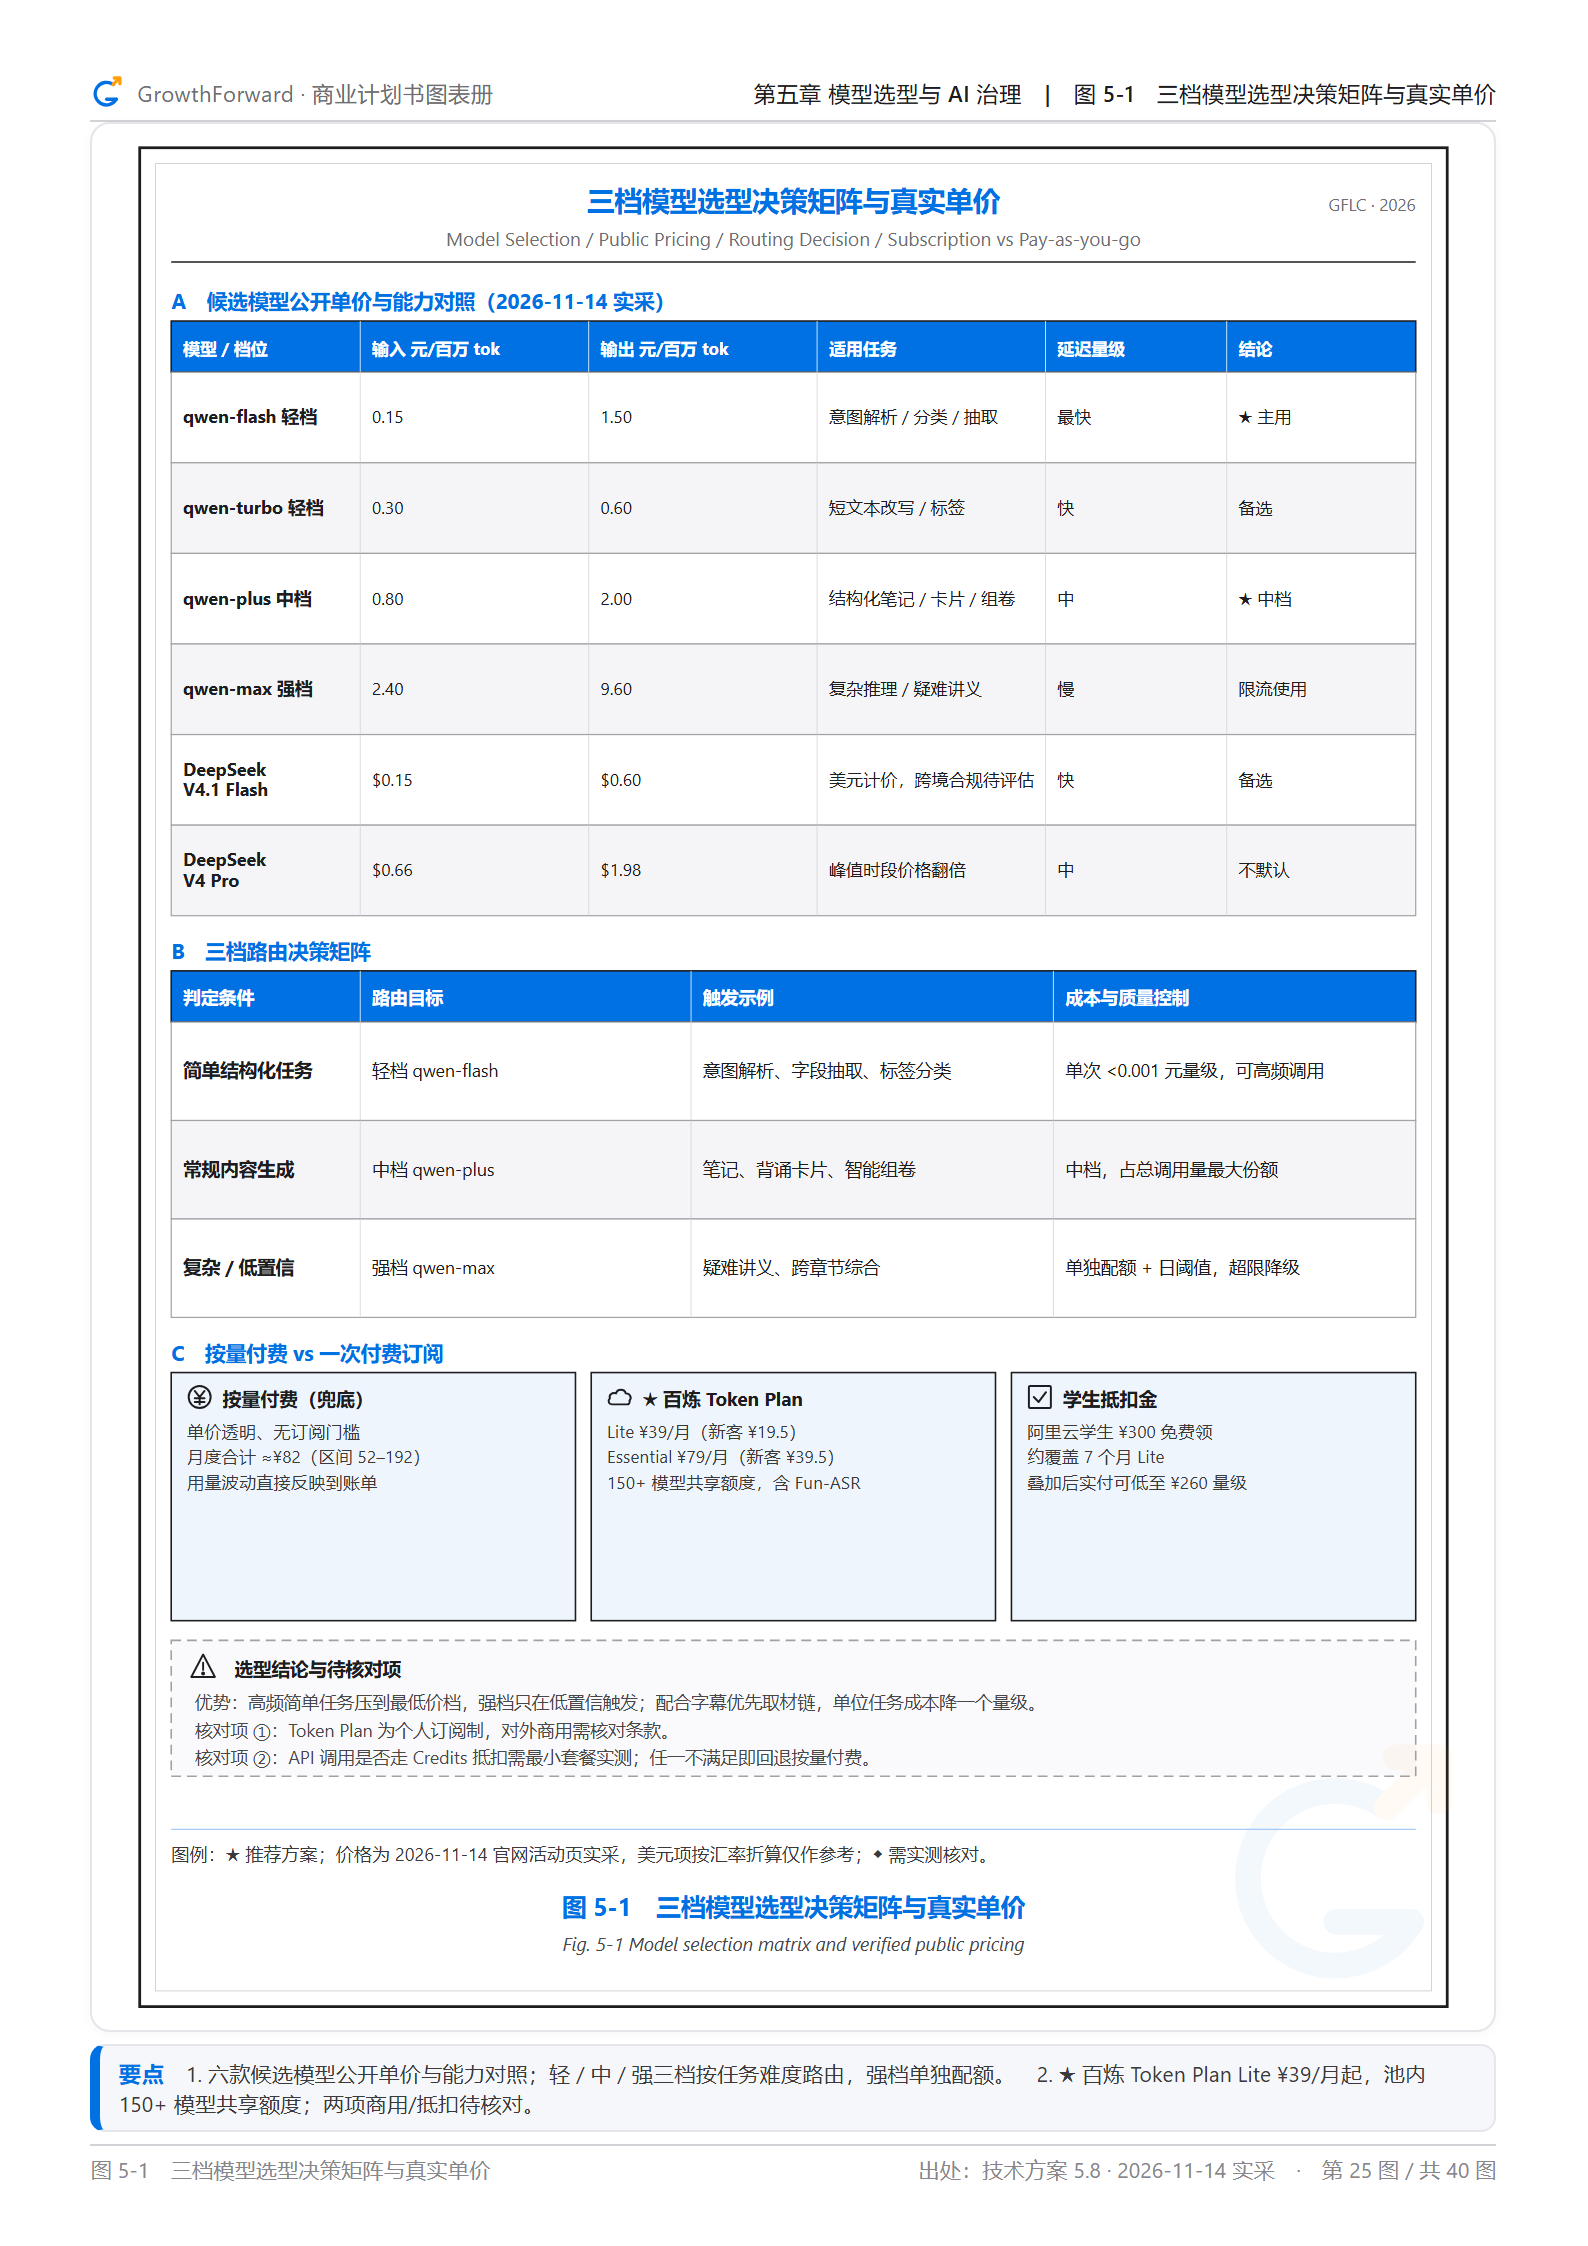 GrowthForward · 商业计划书图表册
第五章 模型选型与 AI 治理 | 图 5-1 三档模型选型决策矩阵与真实单价
三档模型选型决策矩阵与真实单价
GFLC · 2026
Model Selection / Public Pricing / Routing Decision / Subscription vs Pay-as-you-go
A 候选模型公开单价与能力对照（2026-11-14 实采）
模型 / 档位 输入 元/百万 tok 输出 元/百万 tok 适用任务 延迟量级 结论
qwen-flash 轻档 0.15 1.50 意图解析 / 分类 / 抽取 最快 ★ 主用
qwen-turbo 轻档 0.30 0.60 短文本改写 / 标签 快 备选
qwen-plus 中档 0.80 2.00 结构化笔记 / 卡片 / 组卷 中 ★ 中档
qwen-max 强档 2.40 9.60 复杂推理 / 疑难讲义 慢 限流使用
DeepSeek
V4.1 Flash $0.15 $0.60 美元计价，跨境合规待评估 快 备选
DeepSeek
V4 Pro $0.66 $1.98 峰值时段价格翻倍 中 不默认
B 三档路由决策矩阵
判定条件 路由目标 触发示例 成本与质量控制
简单结构化任务 轻档 qwen-flash 意图解析、字段抽取、标签分类 单次 <0.001 元量级，可高频调用
常规内容生成 中档 qwen-plus 笔记、背诵卡片、智能组卷 中档，占总调用量最大份额
复杂 / 低置信 强档 qwen-max 疑难讲义、跨章节综合 单独配额 + 日阈值，超限降级
C 按量付费 vs 一次付费订阅
按量付费（兜底）
单价透明、无订阅门槛
月度合计 ≈¥82（区间 52–192）
用量波动直接反映到账单
★ 百炼 Token Plan
Lite ¥39/月（新客 ¥19.5）
Essential ¥79/月（新客 ¥39.5）
150+ 模型共享额度，含 Fun-ASR
学生抵扣金
阿里云学生 ¥300 免费领
约覆盖 7 个月 Lite
叠加后实付可低至 ¥260 量级
选型结论与待核对项
优势：高频简单任务压到最低价档，强档只在低置信触发；配合字幕优先取材链，单位任务成本降一个量级。
核对项 ①：Token Plan 为个人订阅制，对外商用需核对条款。
核对项 ②：API 调用是否走 Credits 抵扣需最小套餐实测；任一不满足即回退按量付费。
图例：★ 推荐方案；价格为 2026-11-14 官网活动页实采，美元项按汇率折算仅作参考；◆ 需实测核对。
图 5-1 三档模型选型决策矩阵与真实单价
Fig. 5-1 Model selection matrix and verified public pricing
要点 1. 六款候选模型公开单价与能力对照；轻 / 中 / 强三档按任务难度路由，强档单独配额。 2. ★ 百炼 Token Plan Lite ¥39/月起，池内
150+ 模型共享额度；两项商用/抵扣待核对。
图 5-1 三档模型选型决策矩阵与真实单价
出处：技术方案 5.8 · 2026-11-14 实采 · 第 25 图 / 共 40 图